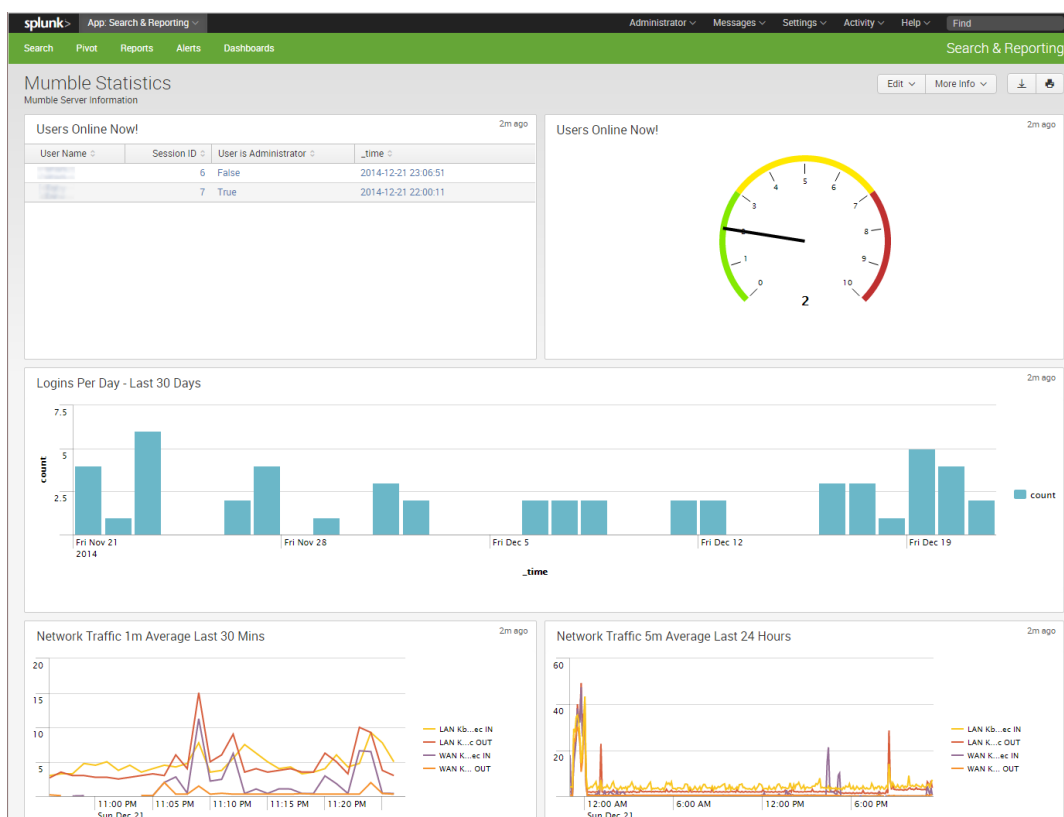 splunk> App: Search & Reporting Administrator Messages Settings Activity Help Find
Search Pivot Reports Alerts Dashboards Search & Reporting
Mumble Statistics
Mumble Server Information
Edit More Info
Users Online Now! 2m ago
User Name Session ID User is Administrator _time
6 False 2014-12-21 23:06:51
7 True 2014-12-21 22:00:11
Users Online Now! 2m ago
0 1 3 4 5 6 7 8 9 10
2
Logins Per Day - Last 30 Days 2m ago
7.5
5
2.5
count
Fri Nov 21 Fri Nov 28 Fri Dec 5 Fri Dec 12 Fri Dec 19
2014
_time
count
Network Traffic 1m Average Last 30 Mins 2m ago
20
15
10
5
LAN Kb...ec IN
LAN K...c OUT
WAN K...ec IN
WAN K... OUT
11:00 PM 11:05 PM 11:10 PM 11:15 PM 11:20 PM
Sun Dec 21
Network Traffic 5m Average Last 24 Hours 2m ago
60
40
20
LAN Kb...ec IN
LAN K...c OUT
WAN K...ec IN
WAN K... OUT
12:00 AM 6:00 AM 12:00 PM 6:00 PM
Sun Dec 21